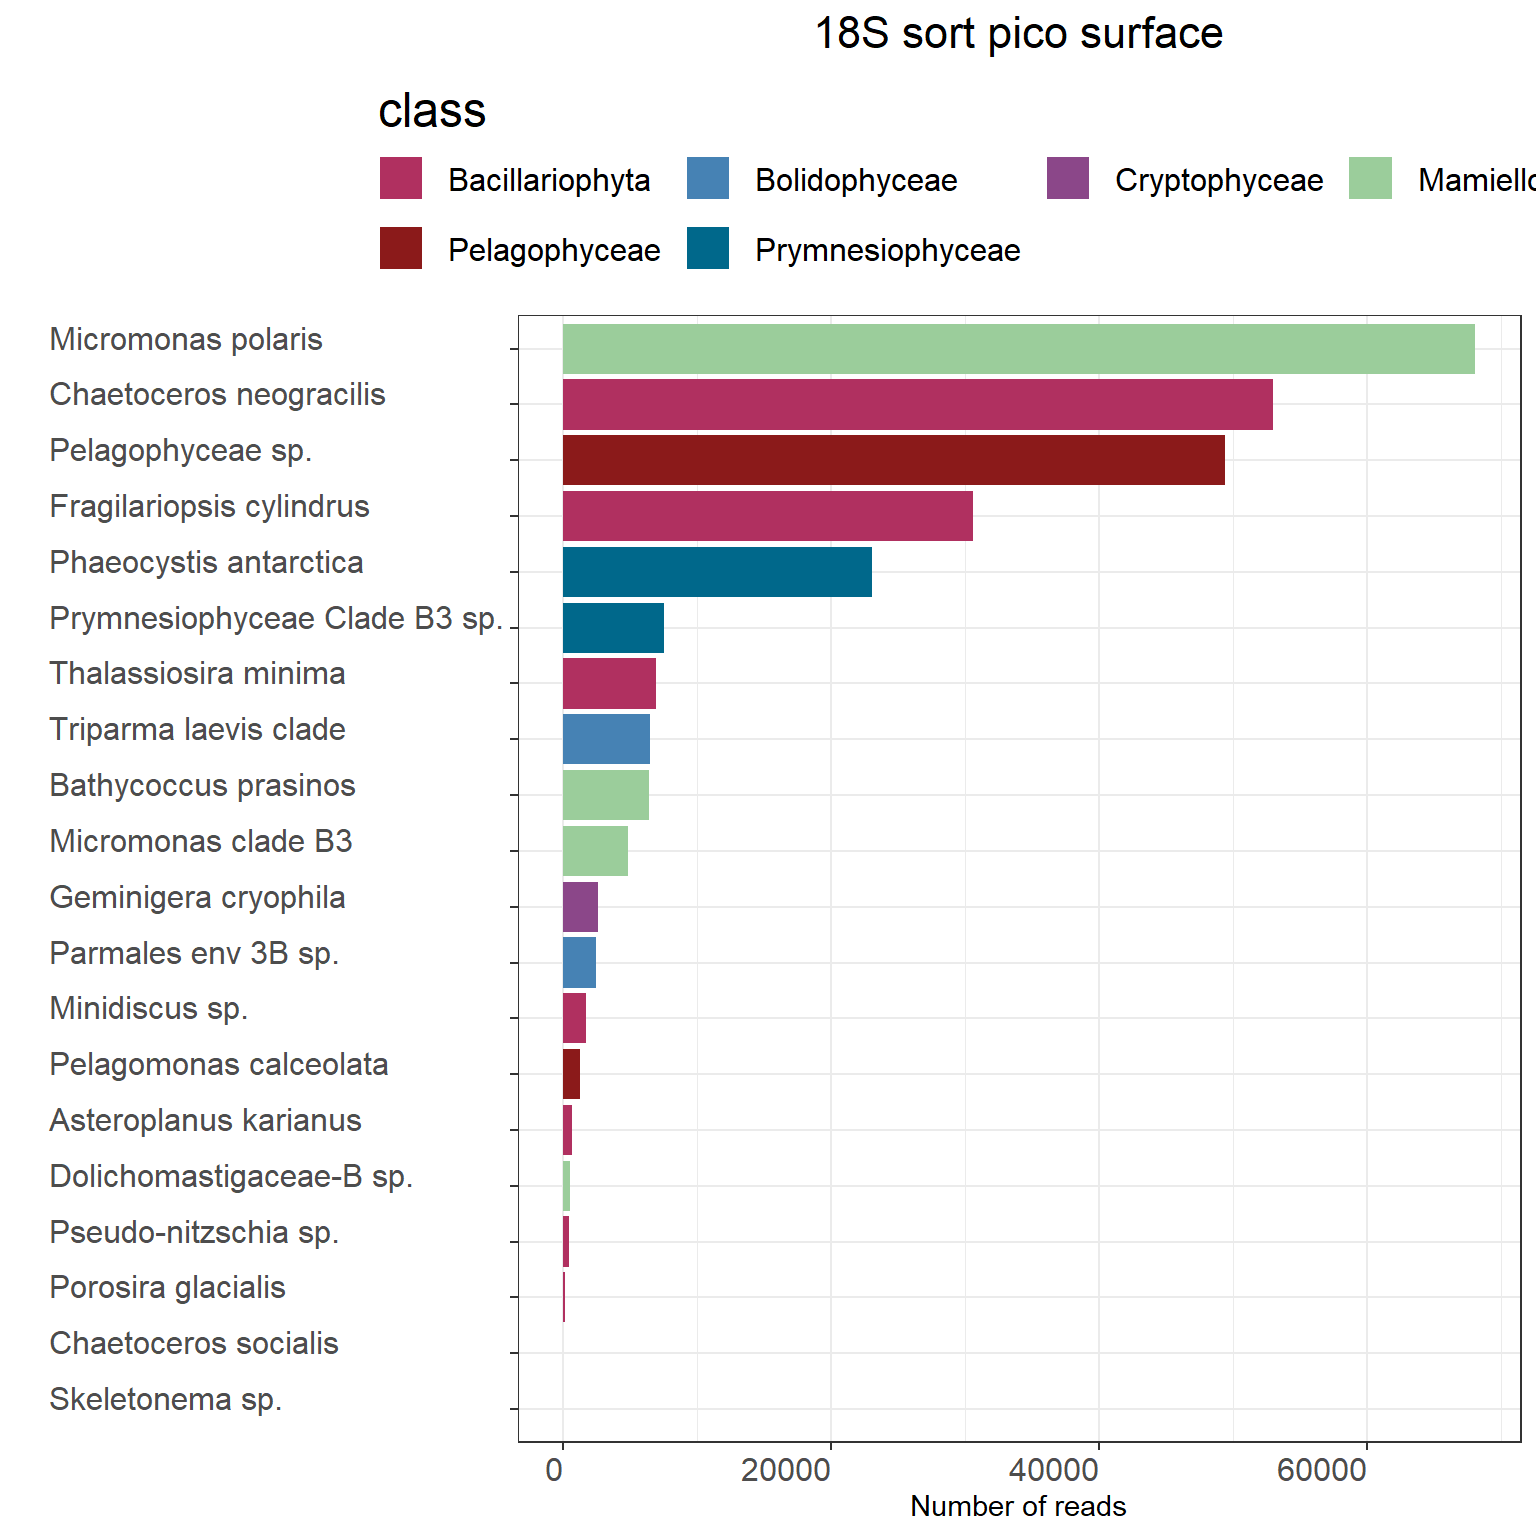 18S sort pico surface
class
Bacillariophyta Bolidophyceae Cryptophyceae
Pelagophyceae Prymnesiophyceae
Micromonas polaris
Chaetoceros neogracilis
Pelagophyceae sp.
Fragilariopsis cylindrus
Phaeocystis antarctica
Prymnesiophyceae Clade B3 sp.
Thalassiosira minima
Triparma laevis clade
Bathycoccus prasinos
Micromonas clade B3
Geminigera cryophila
Parmales env 3B sp.
Minidiscus sp.
Pelagomonas calceolata
Asteroplanus karianus
Dolichomastigaceae-B sp.
Pseudo-nitzschia sp.
Porosira glacialis
Chaetoceros socialis
Skeletonema sp.
0 20000 40000 60000
Number of reads